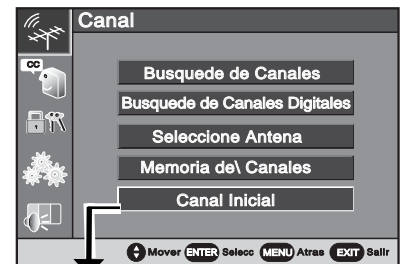 Canal
CC
Busquede de Canales
Busquede de Canales Digitales
Seleccione Antena
Memoria de\ Canales
Canal Inicial
Mover ENTER Selecc MENU Atras EXIT Salir